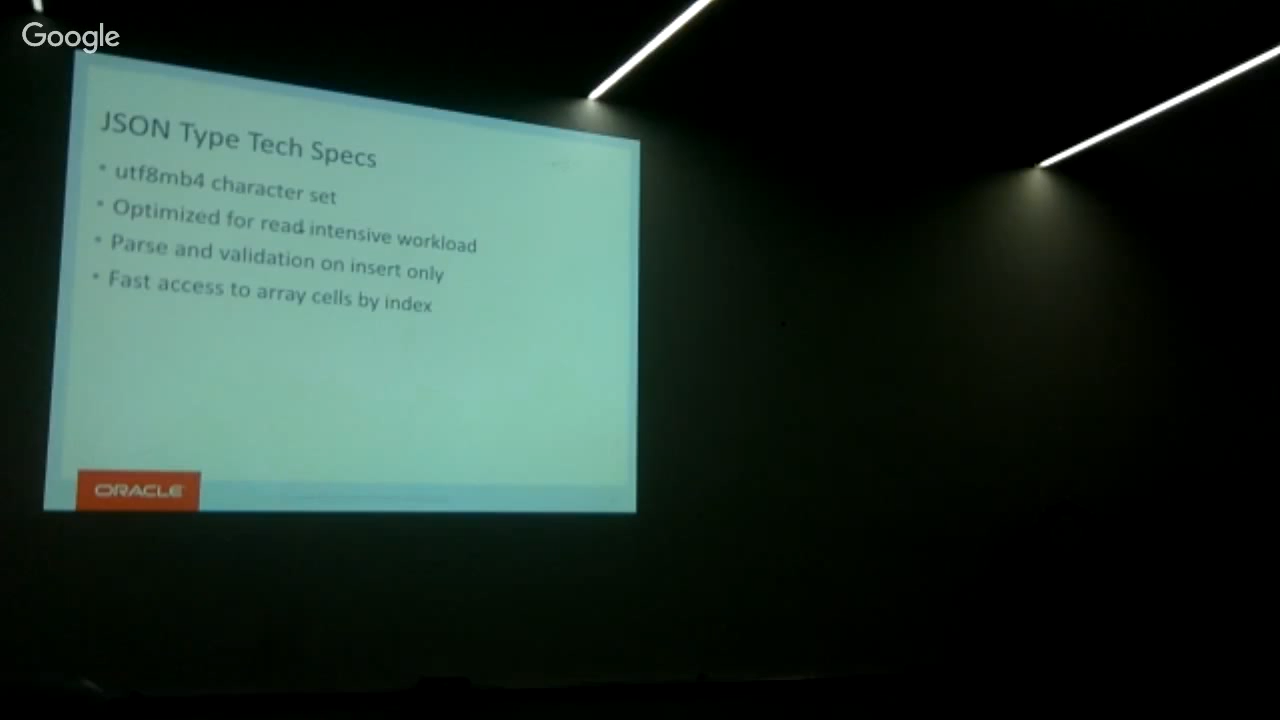 Google
JSON Type Tech Specs
• utf8mb4 character set
• Optimized for read intensive workload
• Parse and validation on insert only
• Fast access to array cells by index
ORACLE